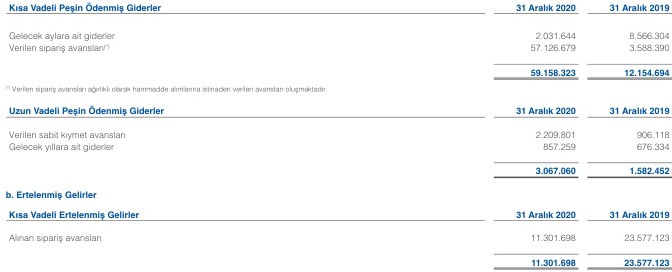 Kısa Vadeli Peşin Ödenmiş Giderler 31 Aralık 2020 31 Aralık 2019
Gelecek aylara ait giderler 2.031.644 8.566.304
Verilen sipariş avansları(*) 57.126.679 3.588.390
59.158.323 12.154.694
(*) Verilen sipariş avansları ağırlıklı olarak hammadde alımlarına istinaden verilen avanstan oluşmaktadır.
Uzun Vadeli Peşin Ödenmiş Giderler 31 Aralık 2020 31 Aralık 2019
Verilen sabit kıymet avansları 2.209.801 906.118
Gelecek yıllara ait giderler 857.259 676.334
3.067.060 1.582.452
b. Ertelenmiş Gelirler
Kısa Vadeli Ertelenmiş Gelirler 31 Aralık 2020 31 Aralık 2019
Alınan sipariş avansları 11.301.698 23.577.123
11.301.698 23.577.123